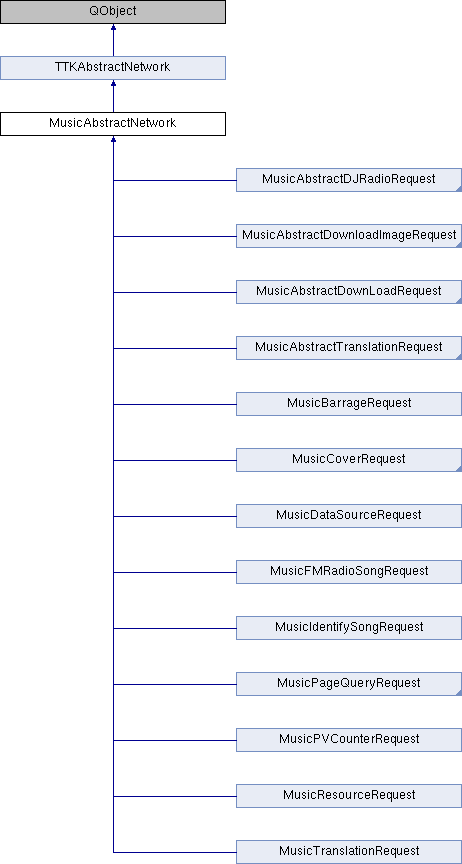 QObject
TTKAbstractNetwork
MusicAbstractNetwork
MusicAbstractDJRadioRequest
MusicAbstractDownloadImageRequest
MusicAbstractDownLoadRequest
MusicAbstractTranslationRequest
MusicBarrageRequest
MusicCoverRequest
MusicDataSourceRequest
MusicFMRadioSongRequest
MusicIdentifySongRequest
MusicPageQueryRequest
MusicPVCounterRequest
MusicResourceRequest
MusicTranslationRequest